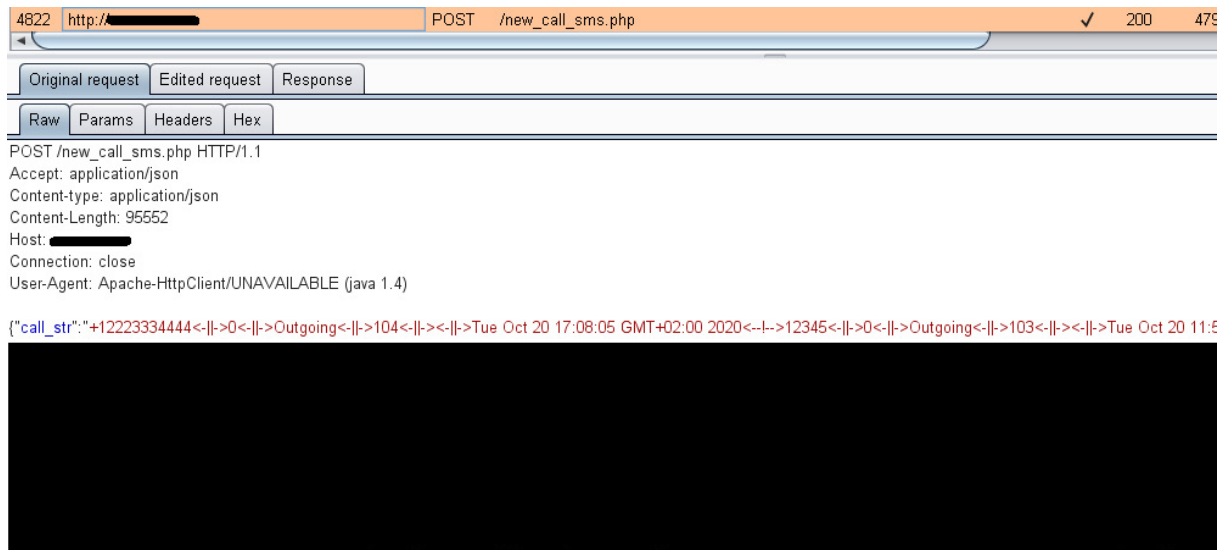 4822 http:// POST /new_call_sms.php ✓ 200 479
Original request Edited request Response
Raw Params Headers Hex
POST /new_call_sms.php HTTP/1.1
Accept: application/json
Content-type: application/json
Content-Length: 95552
Host:
Connection: close
User-Agent: Apache-HttpClient/UNAVAILABLE (java 1.4)
{"call_str":"+12223334444<-||->0<-||->Outgoing<-||->104<-||-><-||->Tue Oct 20 17:08:05 GMT+02:00 2020<--!-->12345<-||->0<-||->Outgoing<-||->103<-||-><-||->Tue Oct 20 11:5